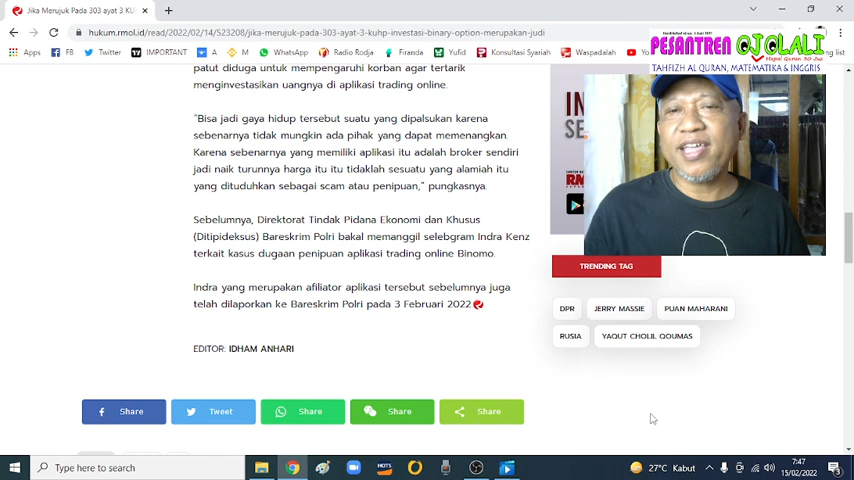 Jika Merujuk Pada 303 ayat 3 KU
hukum.rmol.id/read/2022/02/14/523208/jika-merujuk-pada-303-ayat-3-kuhp-investasi-binary-option-merupakan-judi
Apps FB Twitter IMPORTANT A M WhatsApp Radio Rodja Firanda Yufid Konsultasi Syariah Waspadalah
PESANTREN OJOLALI
Hapal Quran 30 Juz
TAHFIZH AL QURAN, MATEMATIKA & INGGRIS
patut diduga untuk mempengaruhi korban agar tertarik
menginvestasikan uangnya di aplikasi trading online.
“Bisa jadi gaya hidup tersebut suatu yang dipalsukan karena
sebenarnya tidak mungkin ada pihak yang dapat memenangkan.
Karena sebenarnya yang memiliki aplikasi itu adalah broker sendiri
jadi naik turunnya harga itu itu tidaklah sesuatu yang alamiah itu
yang dituduhkan sebagai scam atau penipuan,” pungkasnya.
Sebelumnya, Direktorat Tindak Pidana Ekonomi dan Khusus
(Ditipideksus) Bareskrim Polri bakal memanggil selebgram Indra Kenz
terkait kasus dugaan penipuan aplikasi trading online Binomo.
Indra yang merupakan afiliator aplikasi tersebut sebelumnya juga
telah dilaporkan ke Bareskrim Polri pada 3 Februari 2022.
EDITOR: IDHAM ANHARI
TRENDING TAG
DPR JERRY MASSIE PUAN MAHARANI
RUSIA YAQUT CHOLIL QOUMAS
Share Tweet Share Share Share
Type here to search
27°C Kabut
7:47
15/02/2022
3